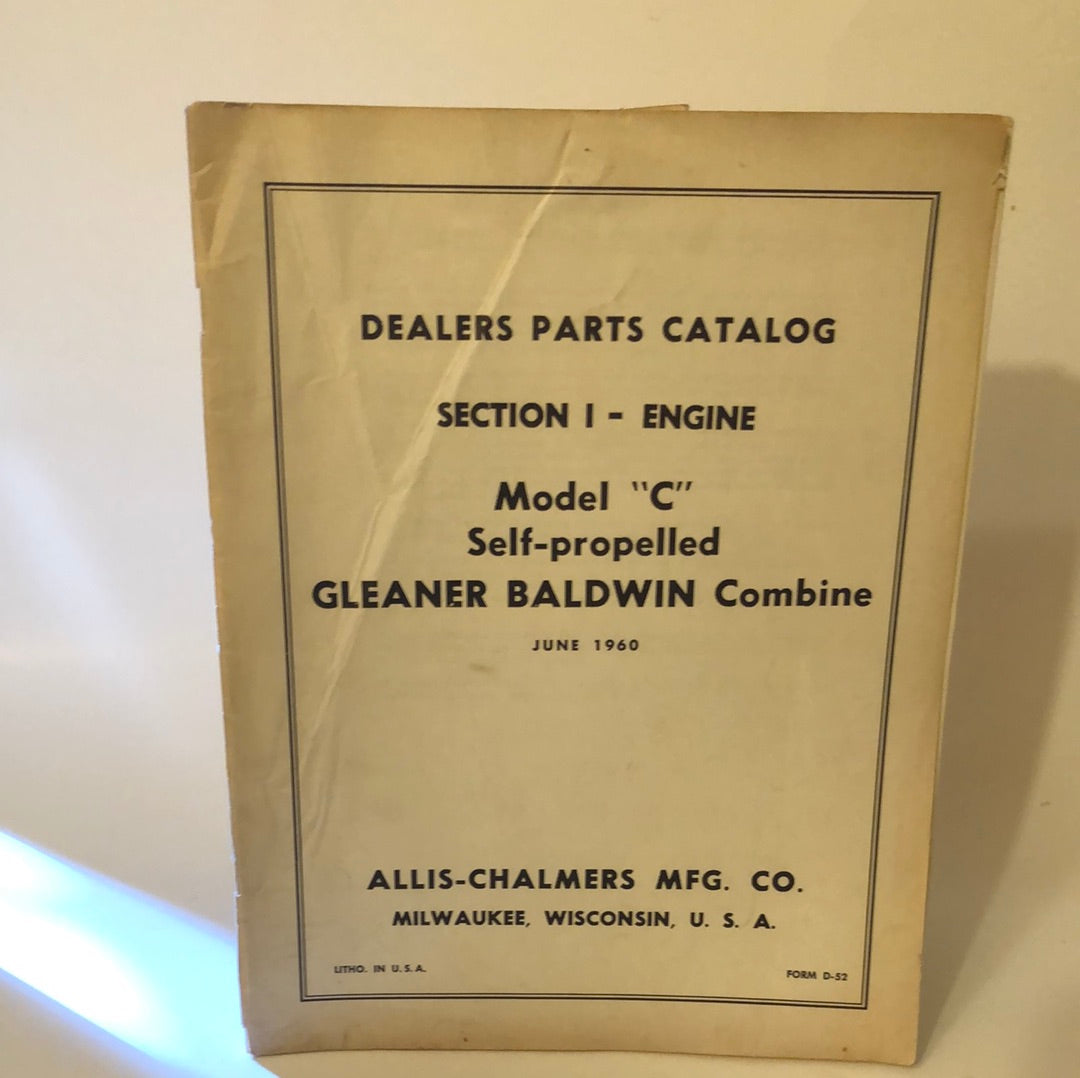 DEALERS PARTS CATALOG
SECTION I - ENGINE
Model "C"
Self-propelled
GLEANER BALDWIN Combine
JUNE 1960
ALLIS-CHALMERS MFG. CO.
MILWAUKEE, WISCONSIN, U. S. A.
LITHO. IN U. S. A.
FORM D-52